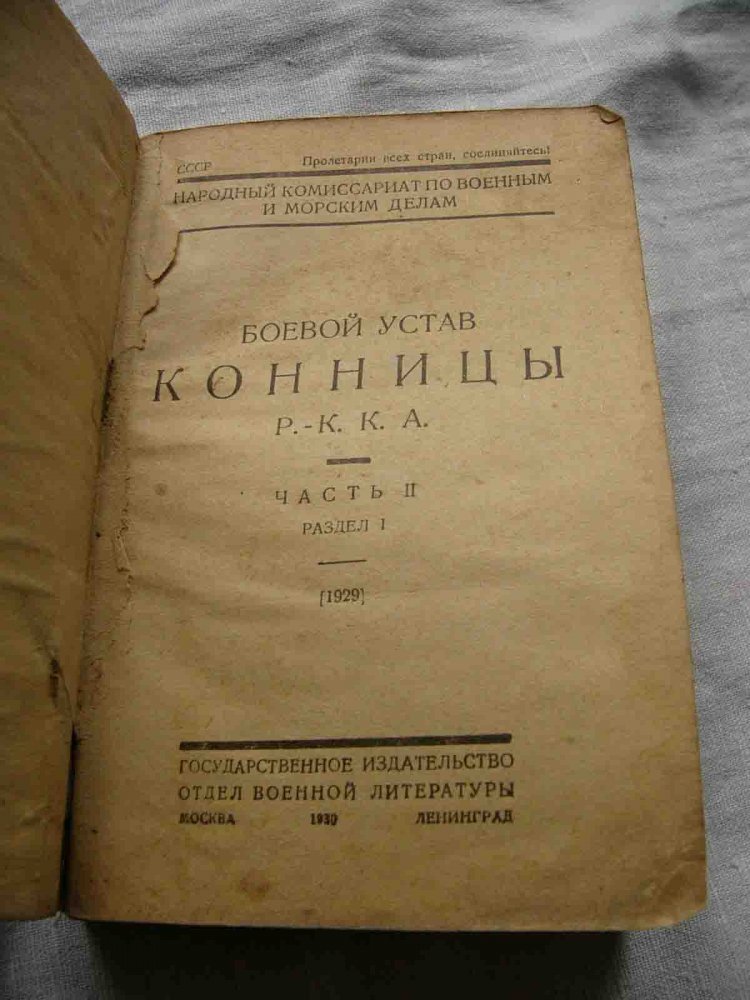 СССР Пролетарии всех стран, соединяйтесь!
НАРОДНЫЙ КОМИССАРИАТ ПО ВОЕННЫМ
И МОРСКИМ ДЕЛАМ
БОЕВОЙ УСТАВ
КОННИЦЫ
Р.-К. К. А.
ЧАСТЬ II
РАЗДЕЛ I
[1929]
ГОСУДАРСТВЕННОЕ ИЗДАТЕЛЬСТВО
ОТДЕЛ ВОЕННОЙ ЛИТЕРАТУРЫ
МОСКВА 1930 ЛЕНИНГРАД